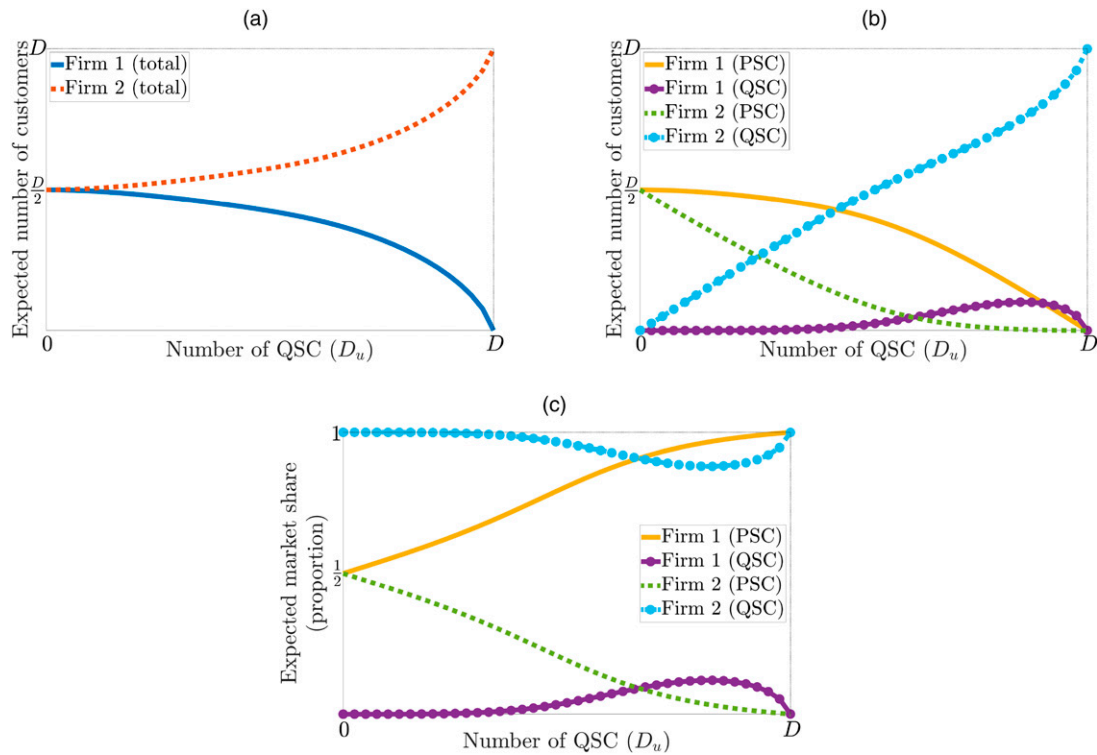 (a)
D
Firm 1 (total)
Firm 2 (total)
D/2
Expected number of customers
0
D
Number of QSC (D_u)
(b)
D
Firm 1 (PSC)
Firm 1 (QSC)
Firm 2 (PSC)
Firm 2 (QSC)
D/2
Expected number of customers
0
D
Number of QSC (D_u)
(c)
1
1/2
Expected market share
(proportion)
Firm 1 (PSC)
Firm 1 (QSC)
Firm 2 (PSC)
Firm 2 (QSC)
0
D
Number of QSC (D_u)